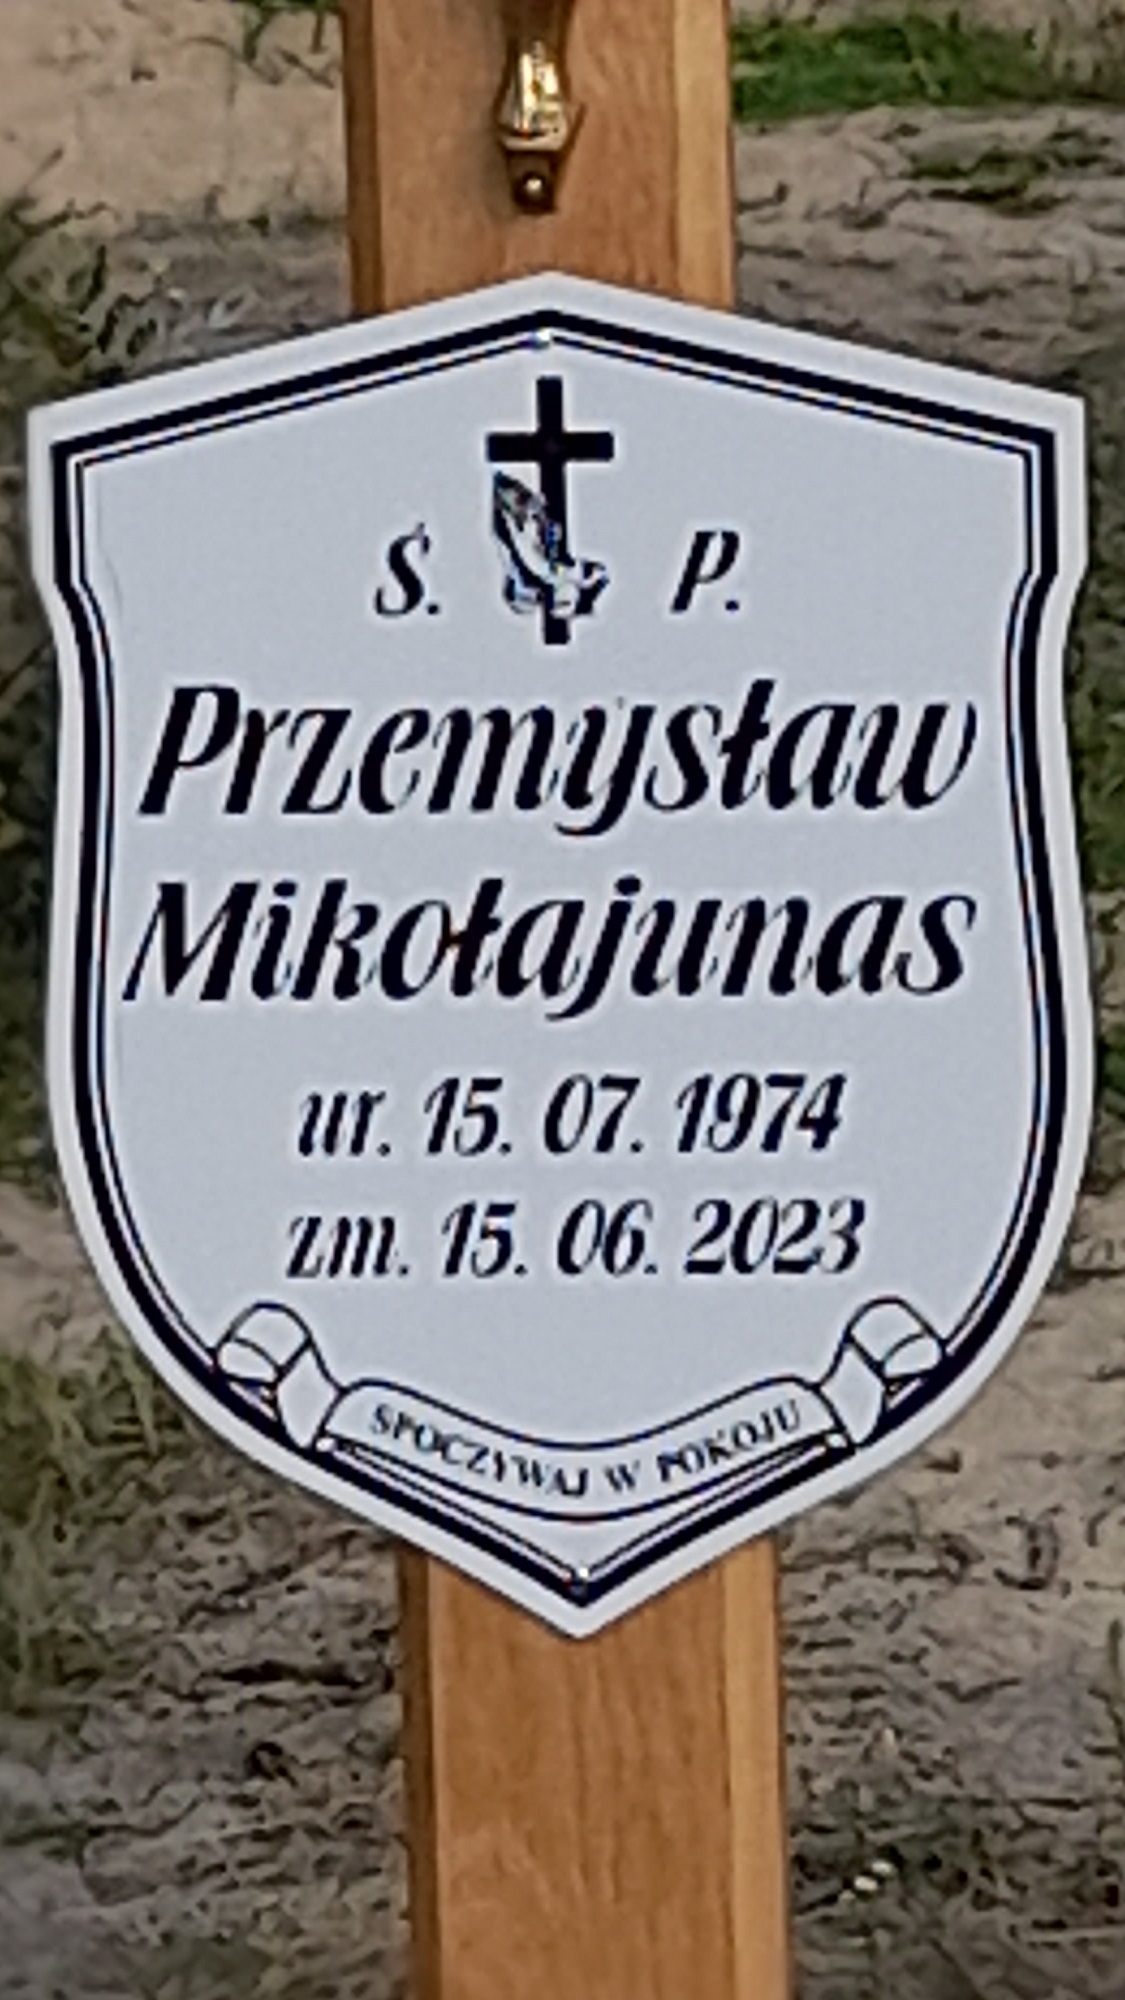 Ś. P.
Przemysław
Mikołajunas
ur. 15. 07. 1974
zm. 15. 06. 2023
SPOCZYWAJ W POKOJU